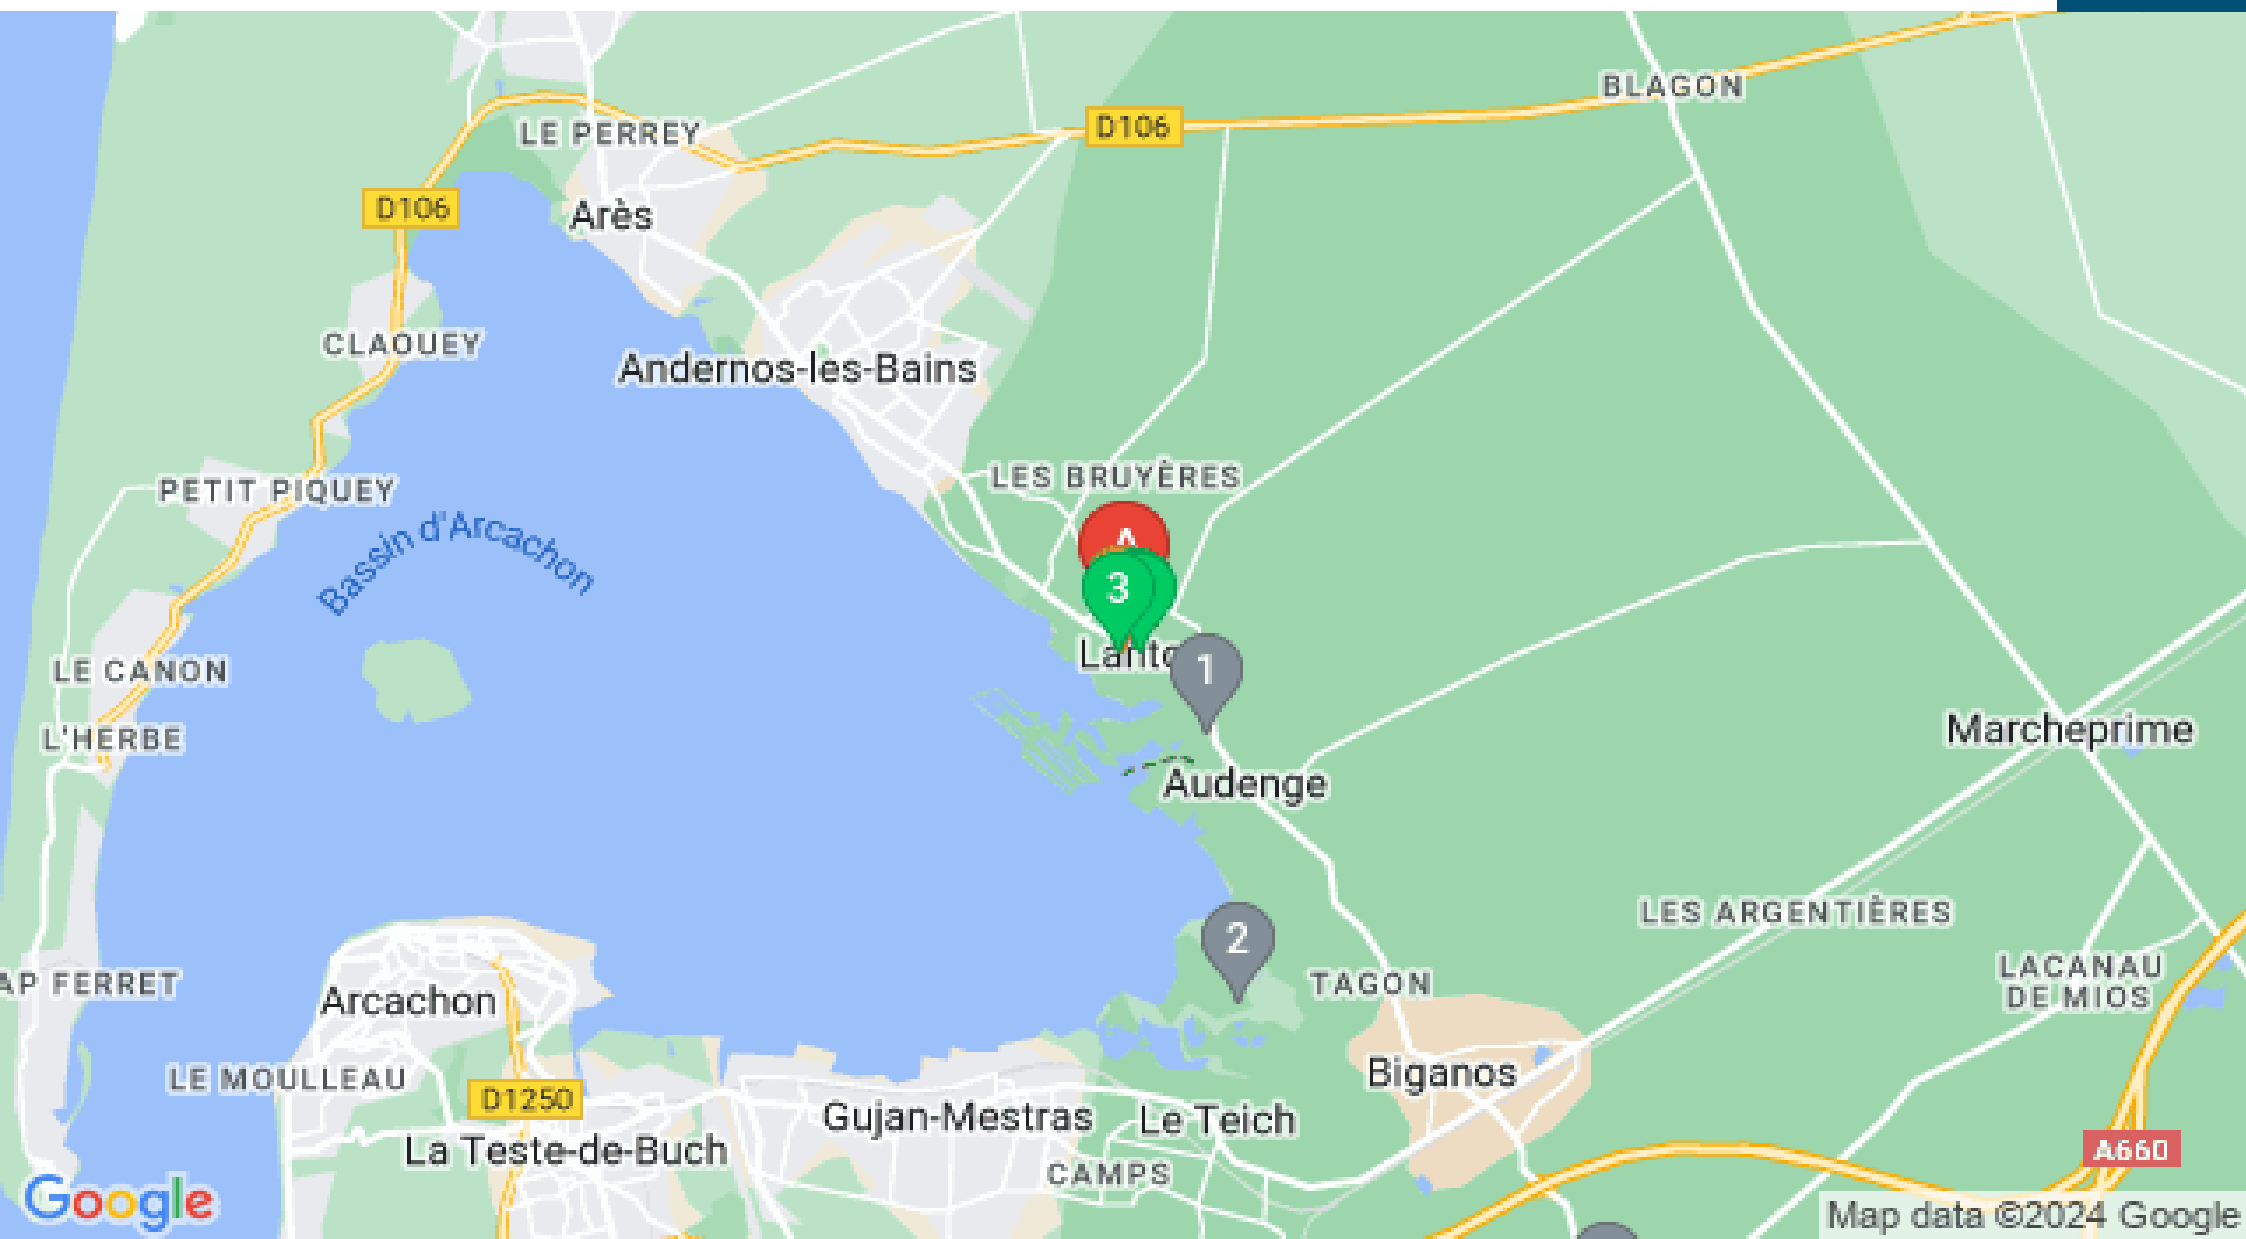 BLAGON
LE PERREY
D106
D106
Arès
CLAOUEY
Andernos-les-Bains
PETIT PIQUEY
LES BRUYÈRES
Bassin d'Arcachon
A
3
LE CANON
1
L'HERBE
Marcheprime
Audenge
LES ARGENTIÈRES
2
AP FERRET
TAGON
LACANAU
DE MIOS
Arcachon
LE MOULLEAU
Biganos
D1250
Gujan-Mestras
Le Teich
La Teste-de-Buch
A660
CAMPS
Google
Map data ©2024 Google